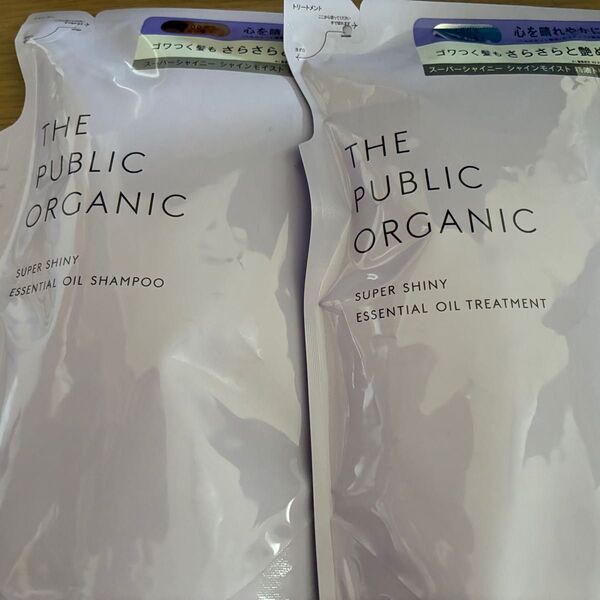 心を晴
ゴワつく髪も さらさら
スーパーシャイニー シャインモイスト
THE
PUBLIC
ORGANIC
SUPER SHINY
ESSENTIAL OIL SHAMPOO
トリートメント
心を晴れやかに
ゴワつく髪も さらさらと艶め
スーパーシャイニー シャインモイスト
THE
PUBLIC
ORGANIC
SUPER SHINY
ESSENTIAL OIL TREATMENT